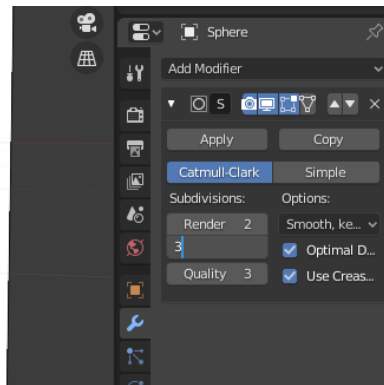 Sphere
Add Modifier
S
Apply Copy
Catmull-Clark Simple
Subdivisions: Options:
Render 2 Smooth, ke...
3 Optimal D...
Quality 3 Use Creas...